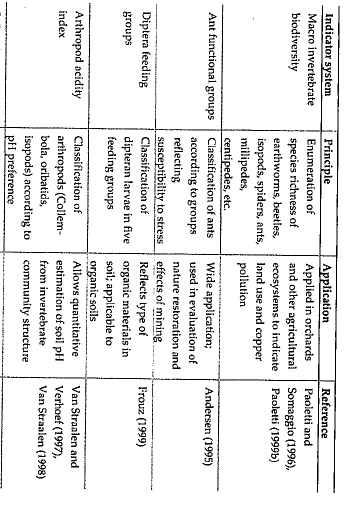 Indicator system Principle Application Reference
Macro invertebrate biodiversity
Enumeration of
species richness of
earthworms, beetles,
isopods, spiders, ants,
millipedes,
centipedes, etc.
Applied in orchards
and other agricultural
ecosystems to indicate
land use and copper
pollution
Paoletti and
Somaggio (1996),
Paoletti (1999b)
Ant functional groups
Classification of ants
according to groups
reflecting
susceptibility to stress
Wide application;
used in evaluation of
nature restoration and
effects of mining
Andersen (1995)
Diptera feeding
groups
Classification of
dipteran larvae in five
feeding groups
Reflects type of
organic materials in
soil; applicable to
organic soils
Frouz (1999)
Arthropod acidity
index
Classification of
arthropods (Collem-
bola, oribatids,
isopods) according to
pH preference
Allows quantitative
estimation of soil pH
from invertebrate
community structure
Van Straalen and
Verhoef (1997),
Van Straalen (1998)